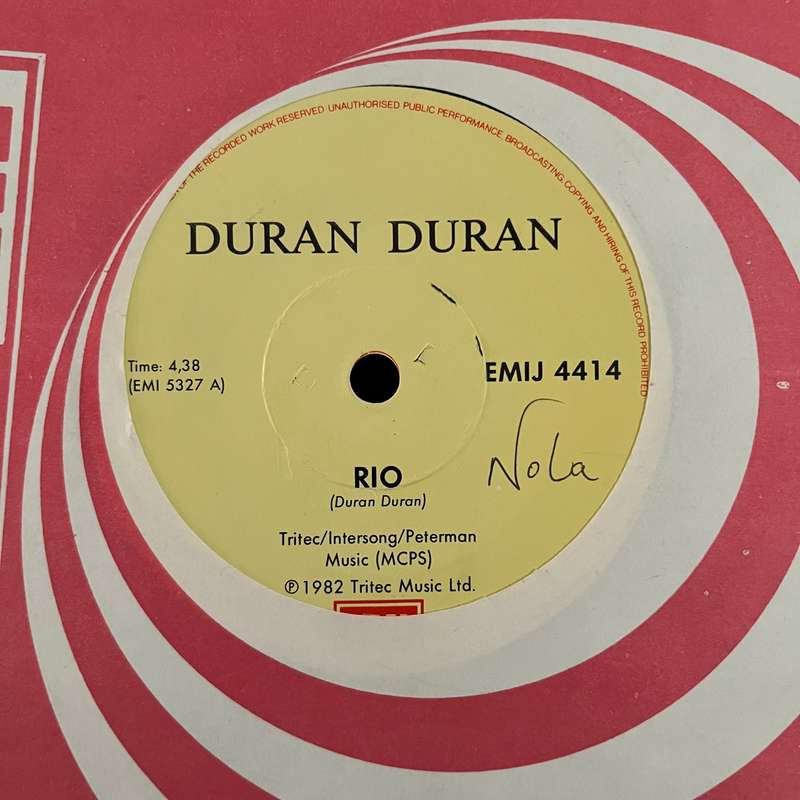 OF THE RECORDED WORK RESERVED UNAUTHORISED PUBLIC PERFORMANCE, BROADCASTING, COPYING AND HIRING OF THIS RECORD PROHIBITED
DURAN DURAN
Time: 4,38
(EMI 5327 A)
EMIJ 4414
Nola
RIO
(Duran Duran)
Tritec/Intersong/Peterman
Music (MCPS)
℗ 1982 Tritec Music Ltd.